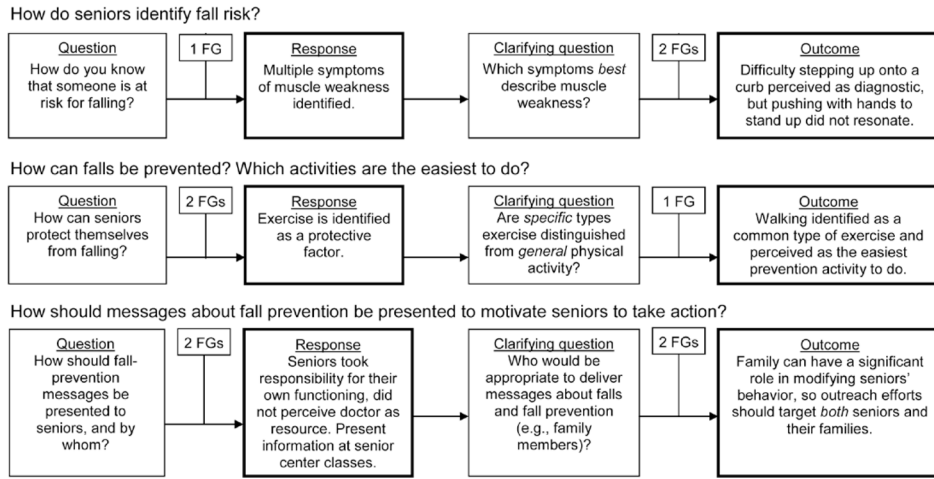 How do seniors identify fall risk?
Question
How do you know
that someone is at
risk for falling?
1 FG
Response
Multiple symptoms
of muscle weakness
identified.
Clarifying question
Which symptoms best
describe muscle
weakness?
2 FGs
Outcome
Difficulty stepping up onto a
curb perceived as diagnostic,
but pushing with hands to
stand up did not resonate.
How can falls be prevented? Which activities are the easiest to do?
Question
How can seniors
protect themselves
from falling?
2 FGs
Response
Exercise is identified
as a protective
factor.
Clarifying question
Are specific types
exercise distinguished
from general physical
activity?
1 FG
Outcome
Walking identified as a
common type of exercise and
perceived as the easiest
prevention activity to do.
How should messages about fall prevention be presented to motivate seniors to take action?
Question
How should fall-
prevention
messages be
presented to
seniors, and by
whom?
2 FGs
Response
Seniors took
responsibility for their
own functioning, did
not perceive doctor as
resource. Present
information at senior
center classes.
Clarifying question
Who would be
appropriate to deliver
messages about falls
and fall prevention
(e.g., family
members)?
2 FGs
Outcome
Family can have a significant
role in modifying seniors'
behavior, so outreach efforts
should target both seniors and
their families.